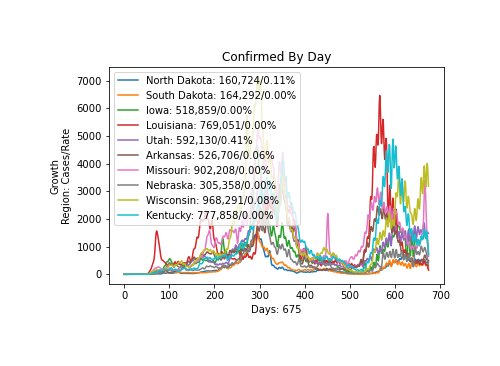 Confirmed By Day
7000
6000
5000
4000
3000
2000
1000
0
Growth
Region: Cases/Rate
North Dakota: 160,724/0.11%
South Dakota: 164,292/0.00%
Iowa: 518,859/0.00%
Louisiana: 769,051/0.00%
Utah: 592,130/0.41%
Arkansas: 526,706/0.06%
Missouri: 902,208/0.00%
Nebraska: 305,358/0.00%
Wisconsin: 968,291/0.08%
Kentucky: 777,858/0.00%
0 100 200 300 400 500 600 700
Days: 675